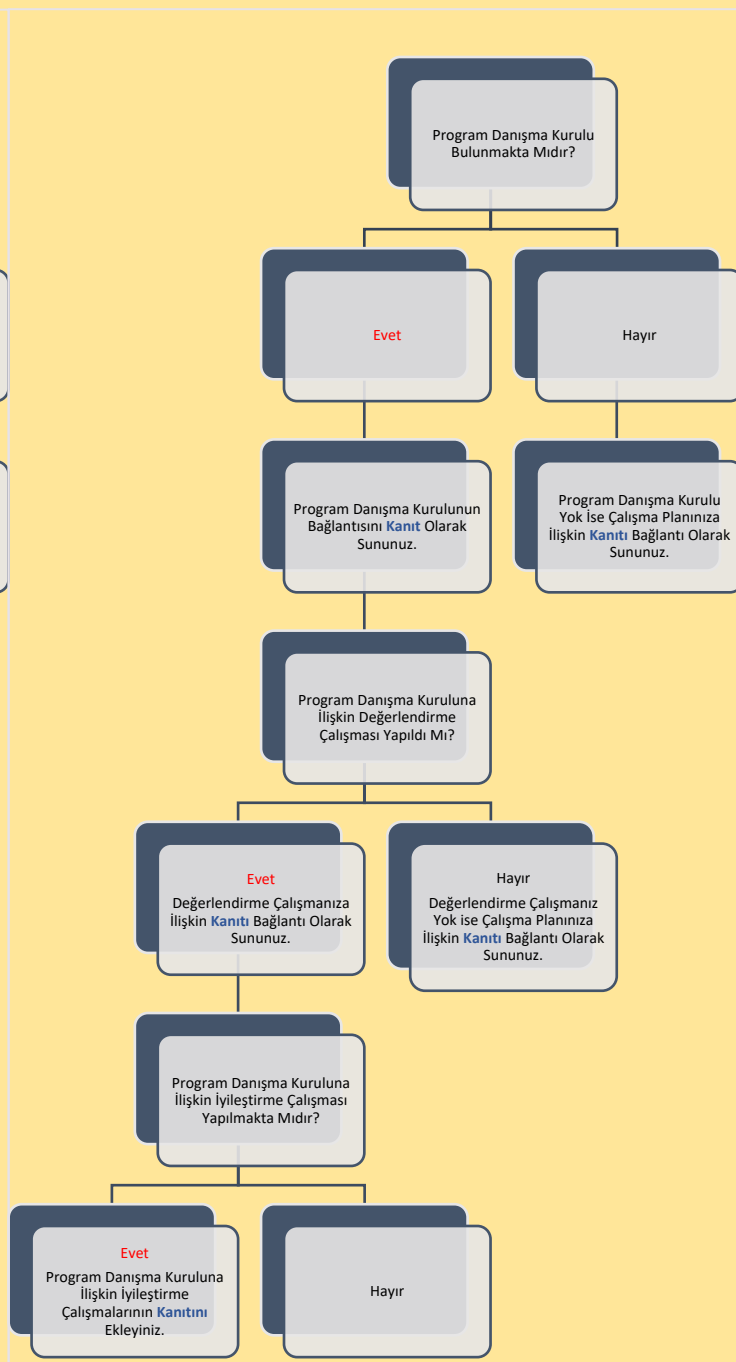 Program Danışma Kurulu
Bulunmakta Mıdır?
Evet
Hayır
Program Danışma Kurulunun
Bağlantısını Kanıt Olarak
Sununuz.
Program Danışma Kurulu
Yok İse Çalışma Planınıza
İlişkin Kanıtı Bağlantı Olarak
Sununuz.
Program Danışma Kuruluna
İlişkin Değerlendirme
Çalışması Yapıldı Mı?
Evet
Değerlendirme Çalışmanıza
İlişkin Kanıtı Bağlantı Olarak
Sununuz.
Hayır
Değerlendirme Çalışmanız
Yok ise Çalışma Planınıza
İlişkin Kanıtı Bağlantı Olarak
Sununuz.
Program Danışma Kuruluna
İlişkin İyileştirme Çalışması
Yapılmakta Mıdır?
Evet
Program Danışma Kuruluna
İlişkin İyileştirme
Çalışmalarının Kanıtını
Ekleyiniz.
Hayır